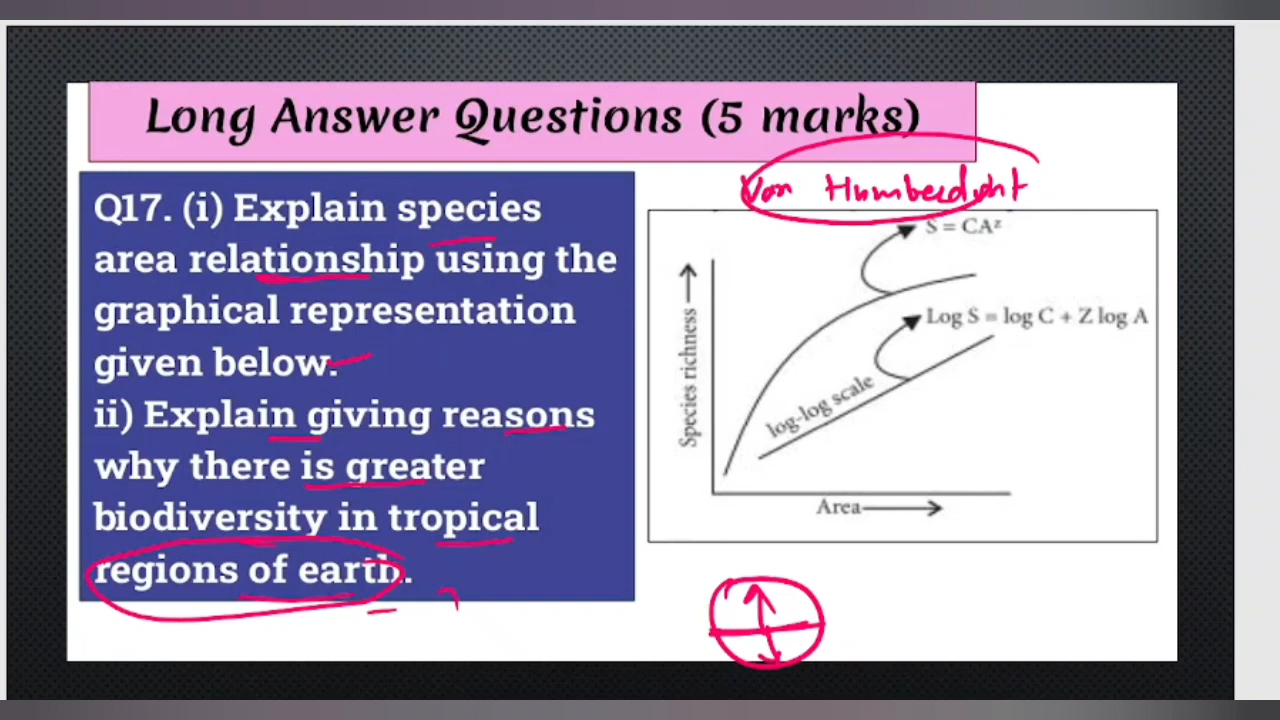 Long Answer Questions (5 marks)
Q17. (i) Explain species
area relationship using the
graphical representation
given below.
ii) Explain giving reasons
why there is greater
biodiversity in tropical
regions of earth.
Von
S = CAᶻ
Log S = log C + Z log A
log-log scale
Species richness
Area